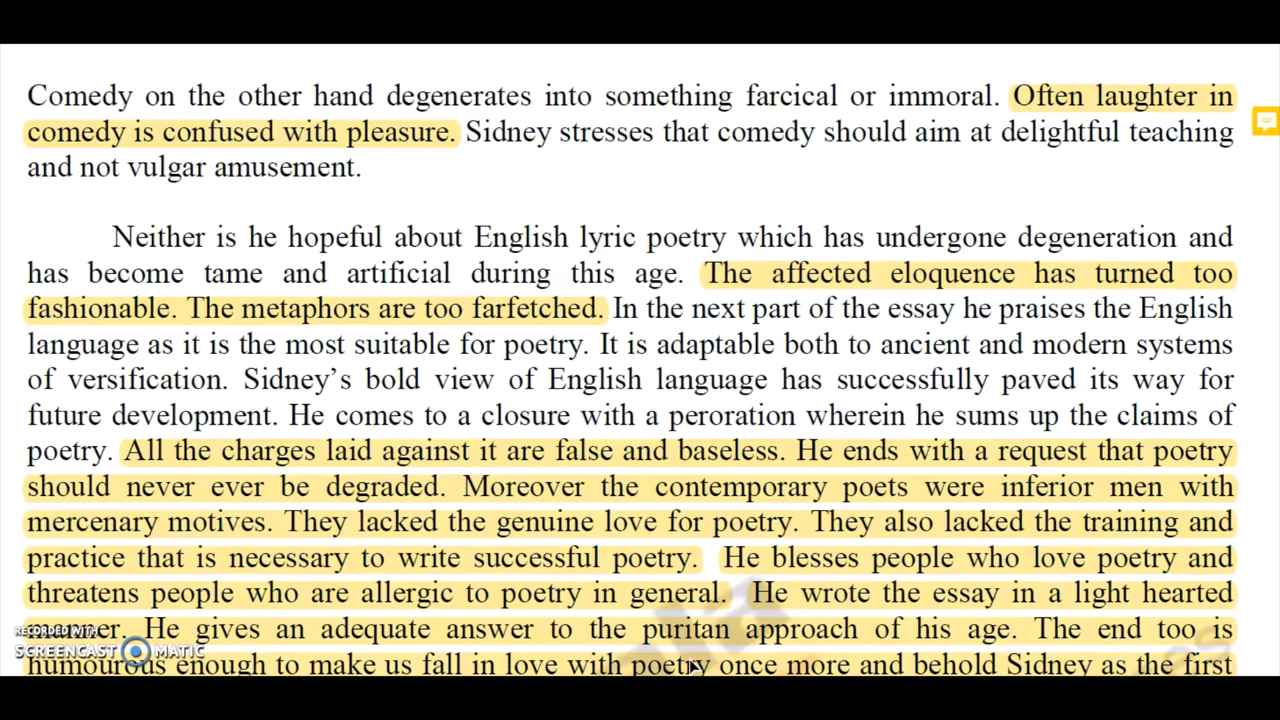 Comedy on the other hand degenerates into something farcical or immoral. Often laughter in
comedy is confused with pleasure. Sidney stresses that comedy should aim at delightful teaching
and not vulgar amusement.
Neither is he hopeful about English lyric poetry which has undergone degeneration and
has become tame and artificial during this age. The affected eloquence has turned too
fashionable. The metaphors are too farfetched. In the next part of the essay he praises the English
language as it is the most suitable for poetry. It is adaptable both to ancient and modern systems
of versification. Sidney's bold view of English language has successfully paved its way for
future development. He comes to a closure with a peroration wherein he sums up the claims of
poetry. All the charges laid against it are false and baseless. He ends with a request that poetry
should never ever be degraded. Moreover the contemporary poets were inferior men with
mercenary motives. They lacked the genuine love for poetry. They also lacked the training and
practice that is necessary to write successful poetry. He blesses people who love poetry and
threatens people who are allergic to poetry in general. He wrote the essay in a light hearted
He gives an adequate answer to the puritan approach of his age. The end too is
humourous enough to make us fall in love with poetry once more and behold Sidney as the first
RECORDED WITH
SCREENCAST MATIC